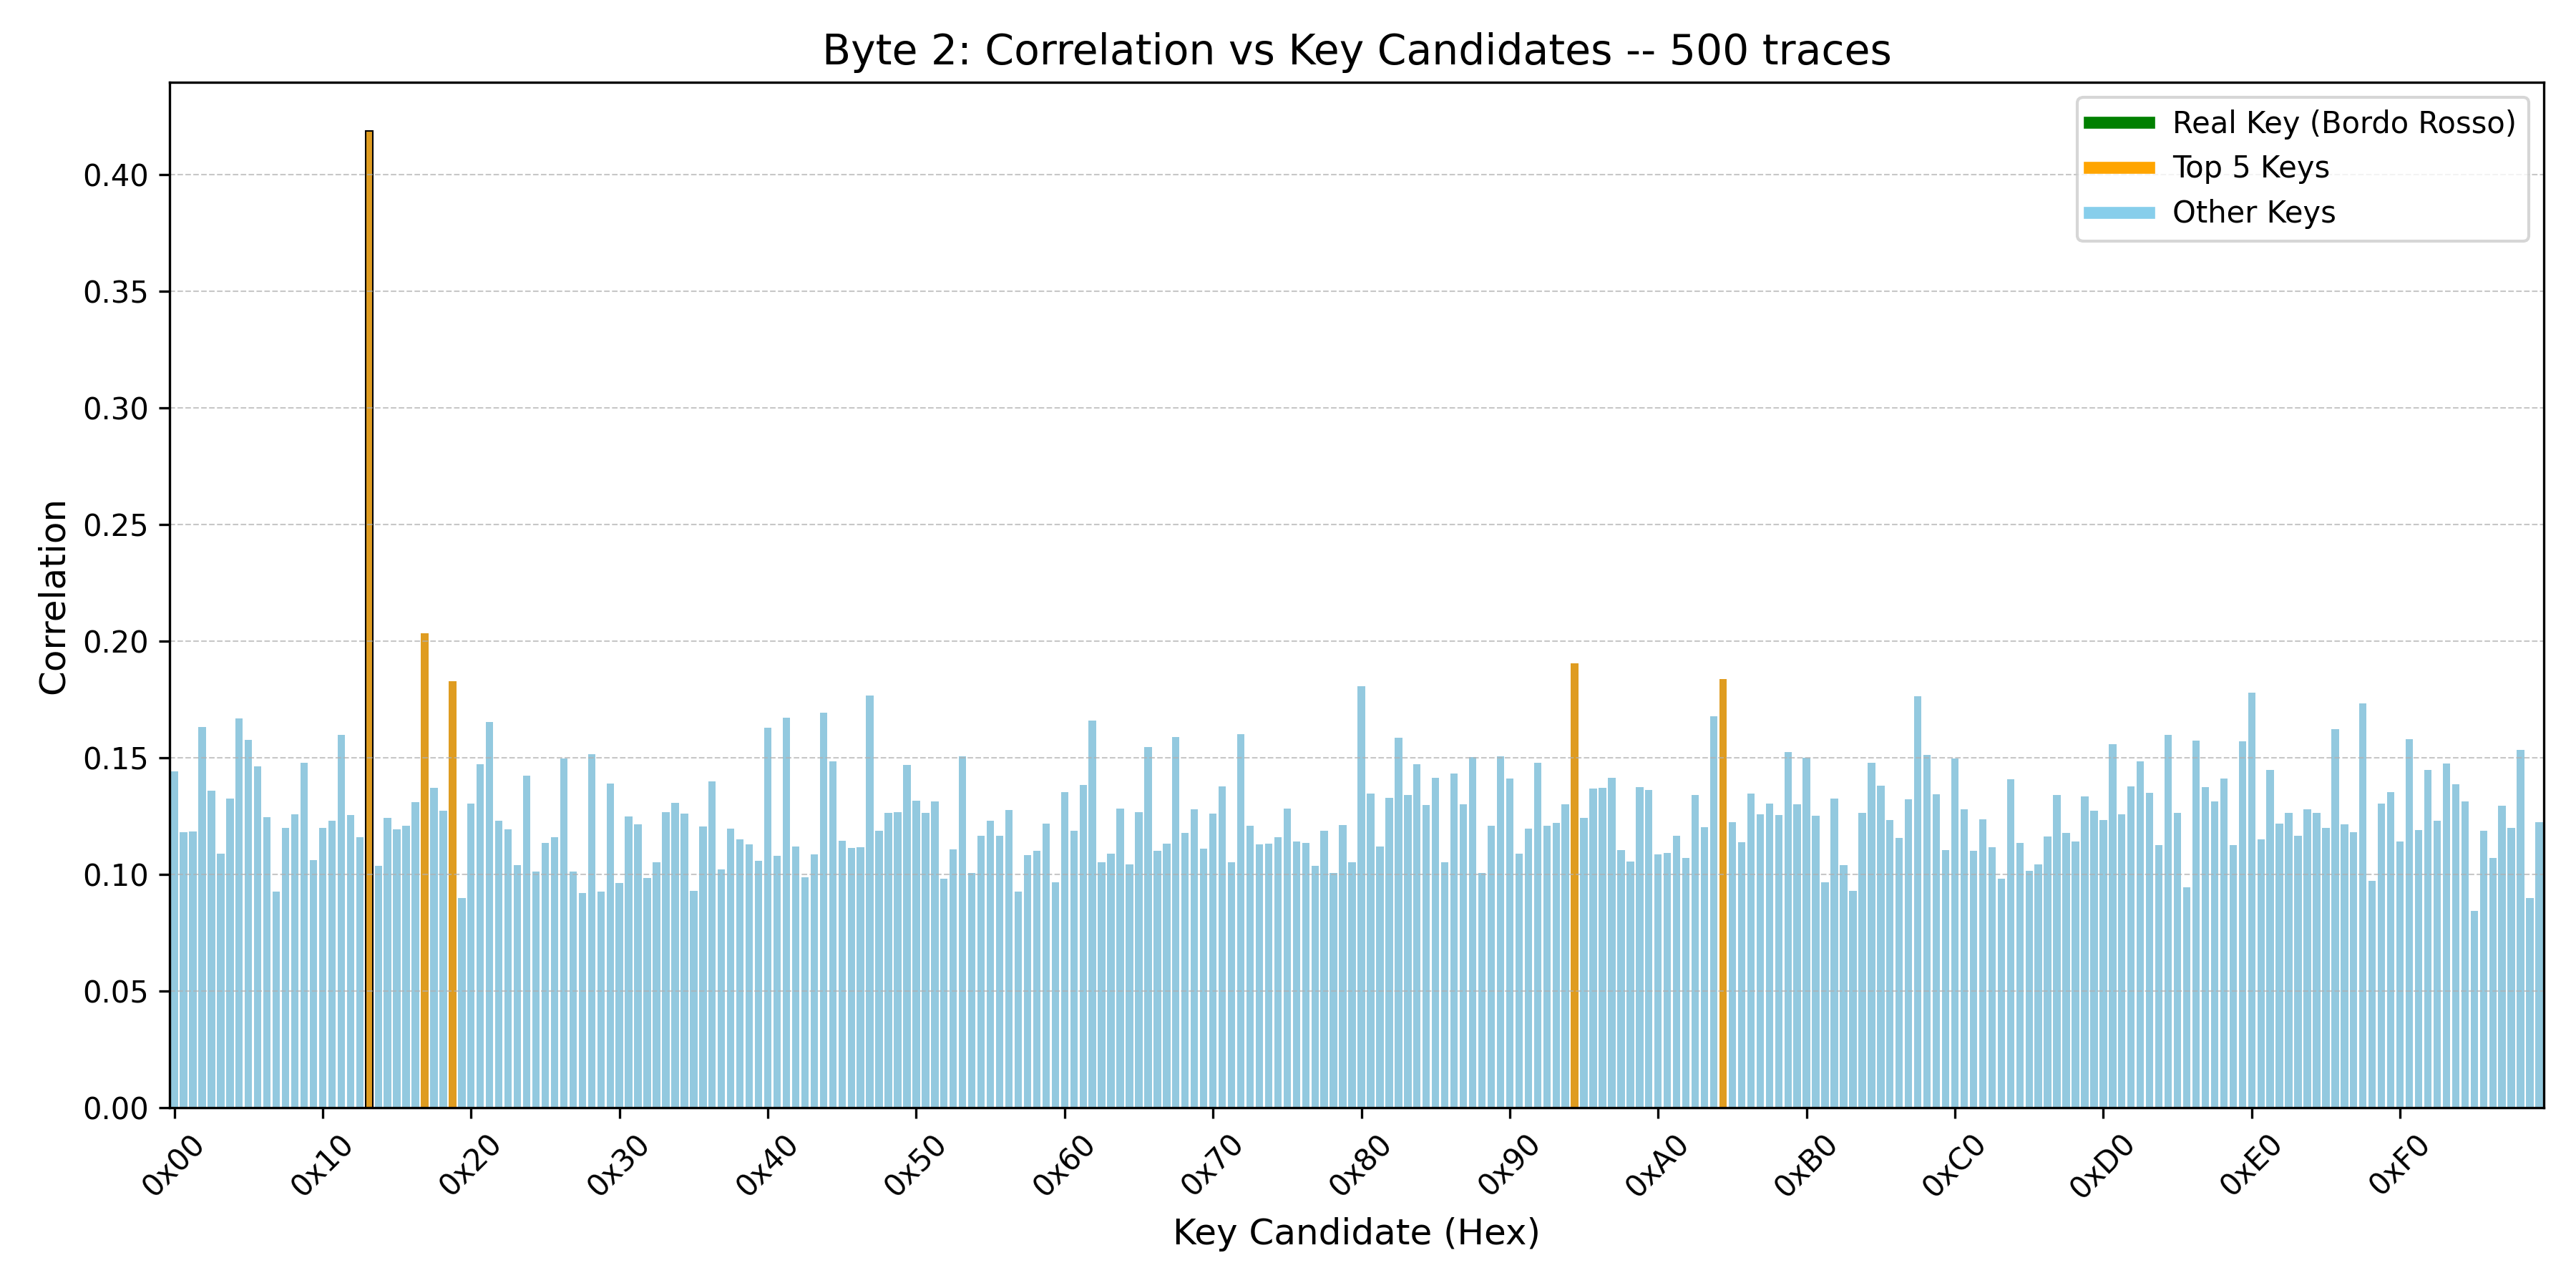 Byte 2: Correlation vs Key Candidates -- 500 traces
Real Key (Bordo Rosso)
Top 5 Keys
Other Keys
Correlation
0.40
0.35
0.30
0.25
0.20
0.15
0.10
0.05
0.00
0x00
0x10
0x20
0x30
0x40
0x50
0x60
0x70
0x80
0x90
0xA0
0xB0
0xC0
0xD0
0xE0
0xF0
Key Candidate (Hex)